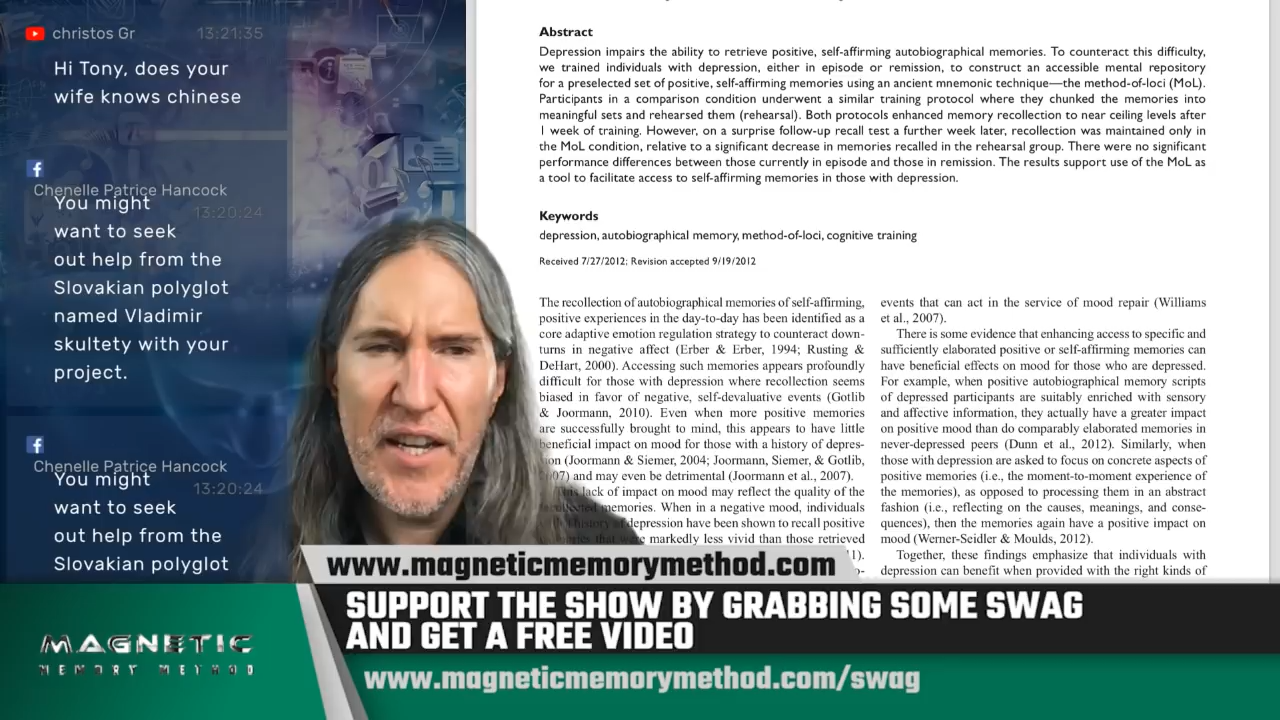 christos Gr
13:21:35
Hi Tony, does your
wife knows chinese
Chenelle Patrice Hancock
13:20:24
You might
want to seek
out help from the
Slovakian polyglot
named Vladimir
skultety with your
project.
Chenelle Patrice Hancock
13:20:24
You might
want to seek
out help from the
Slovakian polyglot
Abstract
Depression impairs the ability to retrieve positive, self-affirming autobiographical memories. To counteract this difficulty,
we trained individuals with depression, either in episode or remission, to construct an accessible mental repository
for a preselected set of positive, self-affirming memories using an ancient mnemonic technique—the method-of-loci (MoL).
Participants in a comparison condition underwent a similar training protocol where they chunked the memories into
meaningful sets and rehearsed them (rehearsal). Both protocols enhanced memory recollection to near ceiling levels after
1 week of training. However, on a surprise follow-up recall test a further week later, recollection was maintained only in
the MoL condition, relative to a significant decrease in memories recalled in the rehearsal group. There were no significant
performance differences between those currently in episode and those in remission. The results support use of the MoL as
a tool to facilitate access to self-affirming memories in those with depression.
Keywords
depression, autobiographical memory, method-of-loci, cognitive training
Received 7/27/2012; Revision accepted 9/19/2012
The recollection of autobiographical memories of self-affirming,
positive experiences in the day-to-day has been identified as a
core adaptive emotion regulation strategy to counteract down-
turns in negative affect (Erber & Erber, 1994; Rusting &
DeHart, 2000). Accessing such memories appears profoundly
difficult for those with depression where recollection seems
biased in favor of negative, self-devaluative events (Gotlib
& Joormann, 2010). Even when more positive memories
are successfully brought to mind, this appears to have little
beneficial impact on mood for those with a history of depres-
(Joormann & Siemer, 2004; Joormann, Siemer, & Gotlib,
and may even be detrimental (Joormann et al., 2007).
This lack of impact on mood may reflect the quality of the
memories. When in a negative mood, individuals
history of depression have been shown to recall positive
that were markedly less vivid than those retrieved
events that can act in the service of mood repair (Williams
et al., 2007).
There is some evidence that enhancing access to specific and
sufficiently elaborated positive or self-affirming memories can
have beneficial effects on mood for those who are depressed.
For example, when positive autobiographical memory scripts
of depressed participants are suitably enriched with sensory
and affective information, they actually have a greater impact
on positive mood than do comparably elaborated memories in
never-depressed peers (Dunn et al., 2012). Similarly, when
those with depression are asked to focus on concrete aspects of
positive memories (i.e., the moment-to-moment experience of
the memories), as opposed to processing them in an abstract
fashion (i.e., reflecting on the causes, meanings, and conse-
quences), then the memories again have a positive impact on
mood (Werner-Seidler & Moulds, 2012).
Together, these findings emphasize that individuals with
depression can benefit when provided with the right kinds of
www.magneticmemorymethod.com
SUPPORT THE SHOW BY GRABBING SOME SWAG
AND GET A FREE VIDEO
www.magneticmemorymethod.com/swag
MAGNETIC
MEMORY METHOD